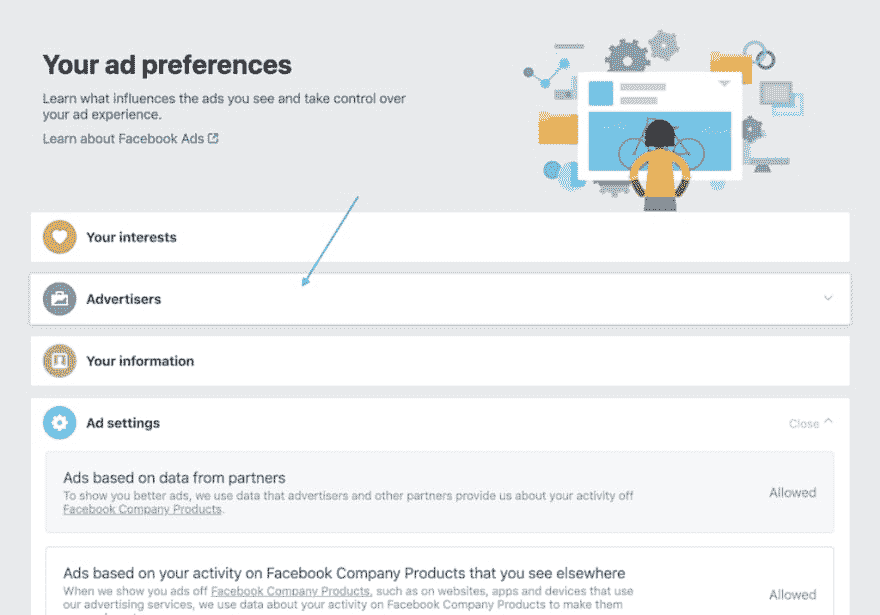 Your ad preferences
Learn what influences the ads you see and take control over
your ad experience.
Learn about Facebook Ads
Your interests
Advertisers
Your information
Ad settings
Close
Ads based on data from partners
To show you better ads, we use data that advertisers and other partners provide us about your activity off
Facebook Company Products.
Allowed
Ads based on your activity on Facebook Company Products that you see elsewhere
When we show you ads off Facebook Company Products, such as on websites, apps and devices that use
our advertising services, we use data about your activity on Facebook Company Products to make them
Allowed